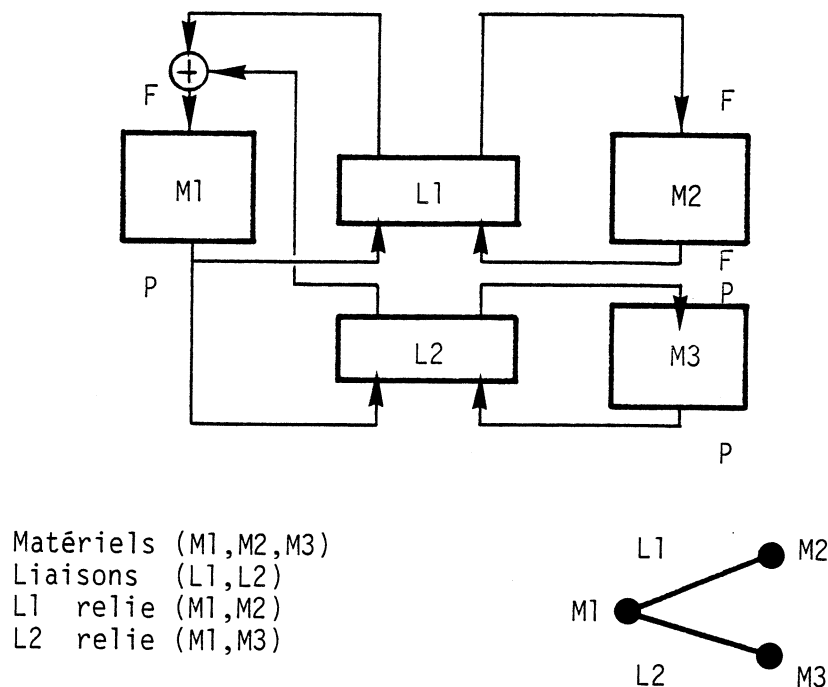 +
F
F
M1
L1
M2
F
P
P
L2
M3
P
Matériels (M1,M2,M3)
Liaisons (L1,L2)
L1 relie (M1,M2)
L2 relie (M1,M3)
L1
M2
M1
L2
M3